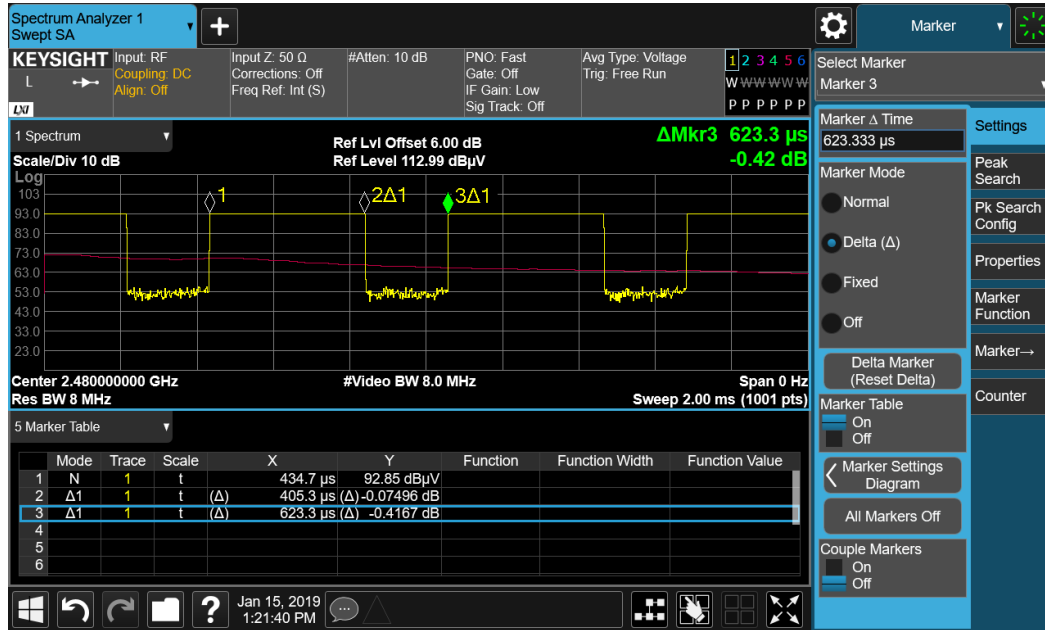 Spectrum Analyzer 1
Swept SA
+
Marker
KEYSIGHT
L
LXI
Input: RF
Coupling: DC
Align: Off
Input Z: 50 Ω
Corrections: Off
Freq Ref: Int (S)
#Atten: 10 dB
PNO: Fast
Gate: Off
IF Gain: Low
Sig Track: Off
Avg Type: Voltage
Trig: Free Run
1 2 3 4 5 6
W W W W W W
P P P P P P
Select Marker
Marker 3
1 Spectrum
Scale/Div 10 dB
Ref Lvl Offset 6.00 dB
Ref Level 112.99 dBµV
ΔMkr3 623.3 µs
-0.42 dB
Log
103
93.0
83.0
73.0
63.0
53.0
43.0
33.0
23.0
1
2Δ1
3Δ1
Center 2.480000000 GHz
Res BW 8 MHz
#Video BW 8.0 MHz
Span 0 Hz
Sweep 2.00 ms (1001 pts)
5 Marker Table
Mode Trace Scale X Y Function Function Width Function Value
1 N 1 t 434.7 µs 92.85 dBµV
2 Δ1 1 t (Δ) 405.3 µs (Δ) -0.07496 dB
3 Δ1 1 t (Δ) 623.3 µs (Δ) -0.4167 dB
4
5
6
Marker Δ Time
623.333 µs
Marker Mode
Normal
Delta (Δ)
Fixed
Off
Delta Marker
(Reset Delta)
Marker Table
On
Off
Marker Settings
Diagram
All Markers Off
Couple Markers
On
Off
Settings
Peak
Search
Pk Search
Config
Properties
Marker
Function
Marker→
Counter
?
Jan 15, 2019
1:21:40 PM